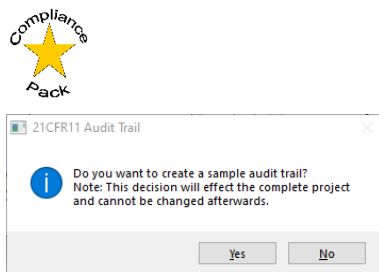 Compliance
Pack
21CFR11 Audit Trail
Do you want to create a sample audit trail?
Note: This decision will effect the complete project
and cannot be changed afterwards.
Yes
No